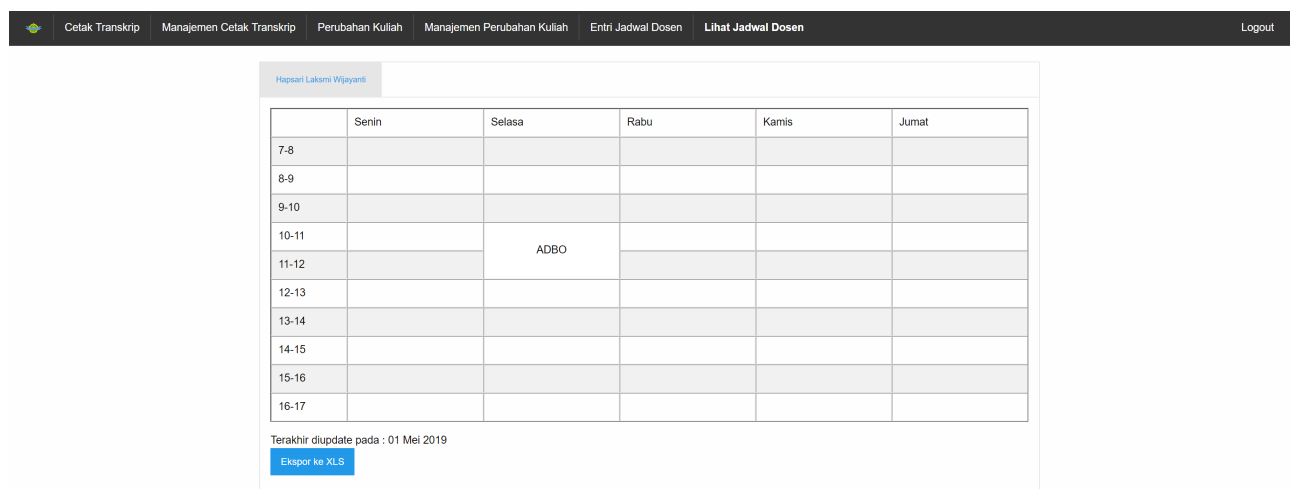 Cetak Transkrip Manajemen Cetak Transkrip Perubahan Kuliah Manajemen Perubahan Kuliah Entri Jadwal Dosen Lihat Jadwal Dosen Logout
Hapsari Laksmi Wijayanti
Senin Selasa Rabu Kamis Jumat
7-8
8-9
9-10
10-11
ADBO
11-12
12-13
13-14
14-15
15-16
16-17
Terakhir diupdate pada : 01 Mei 2019
Ekspor ke XLS